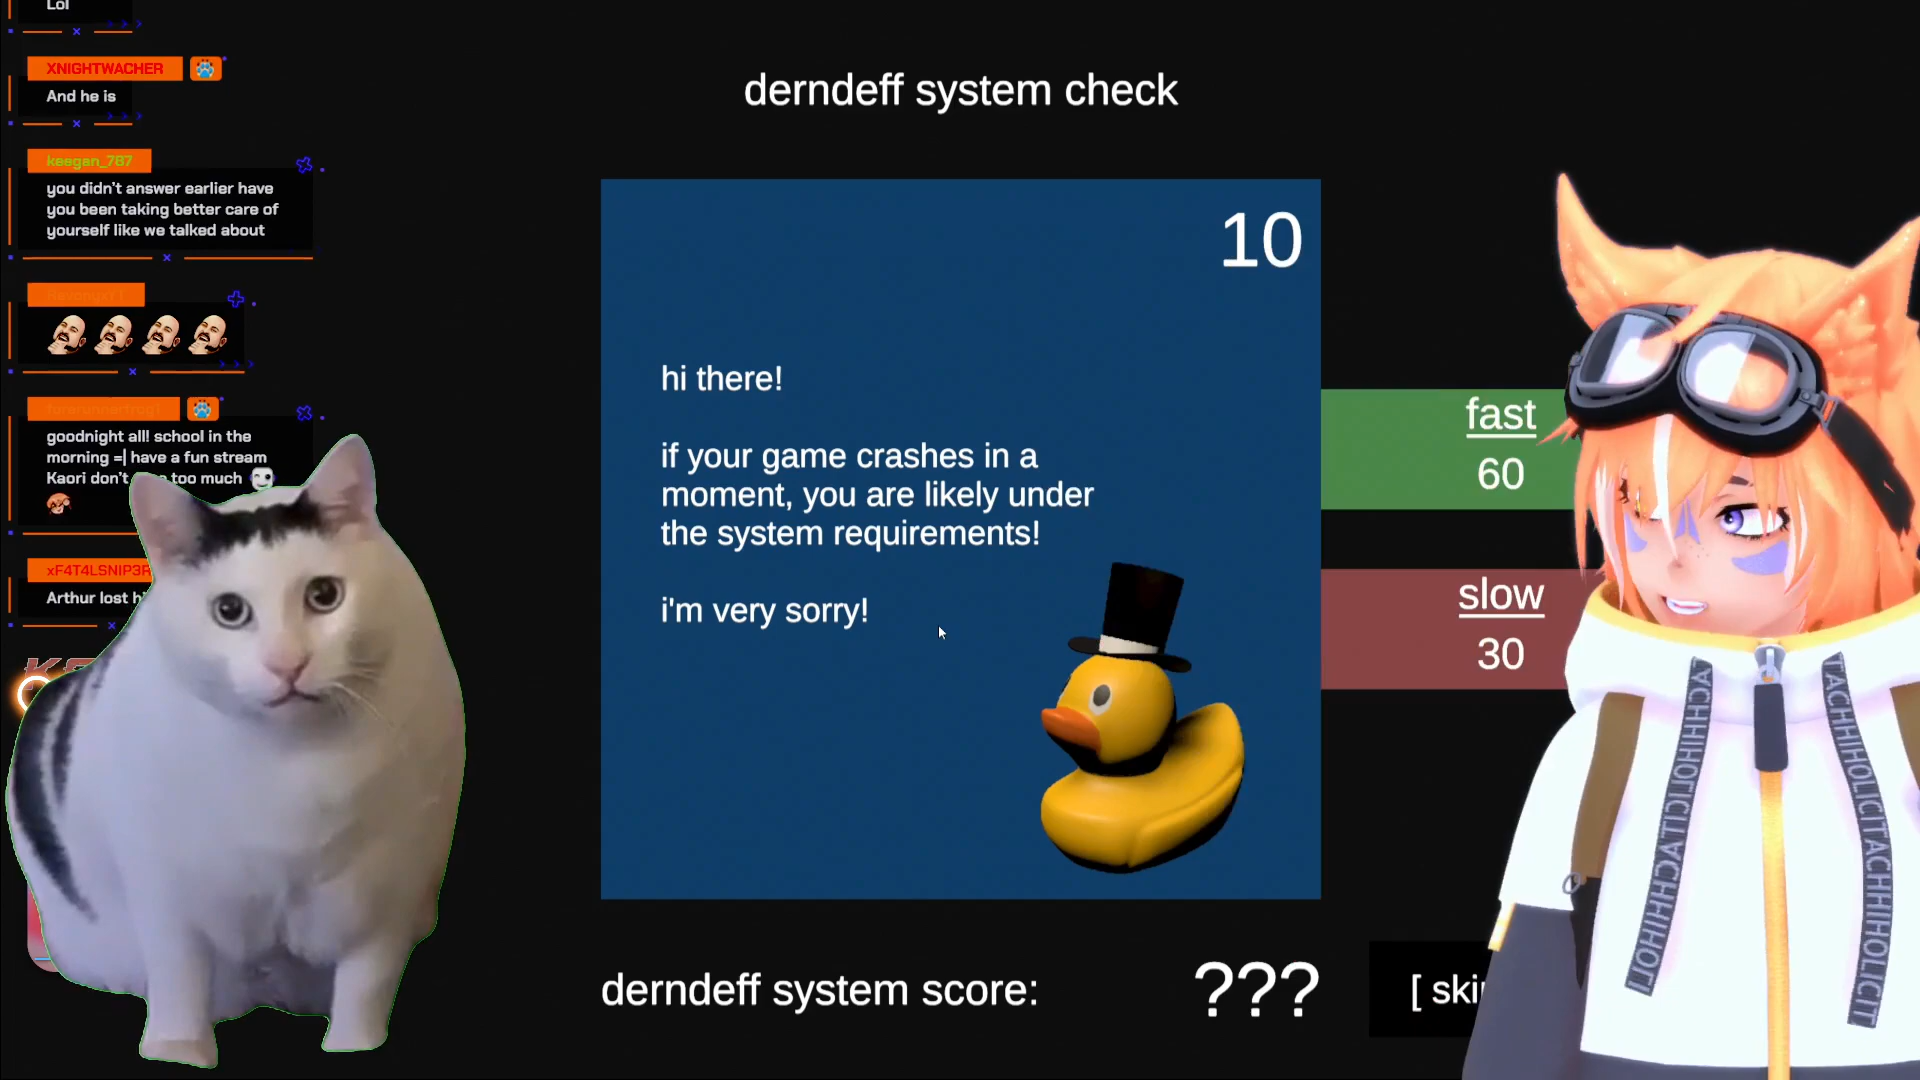 Lol
XNIGHTWACHER
And he is
keegan_787
you didn't answer earlier have
you been taking better care of
yourself like we talked about
goodnight all! school in the
morning =| have a fun stream
Kaori don't too much
xF4T4LSNIP3R
Arthur lost
derndeff system check
10
hi there!
if your game crashes in a
moment, you are likely under
the system requirements!
i'm very sorry!
fast
60
slow
30
derndeff system score:
???
[ skip
TACHIHOLICITACHIHOLICIT